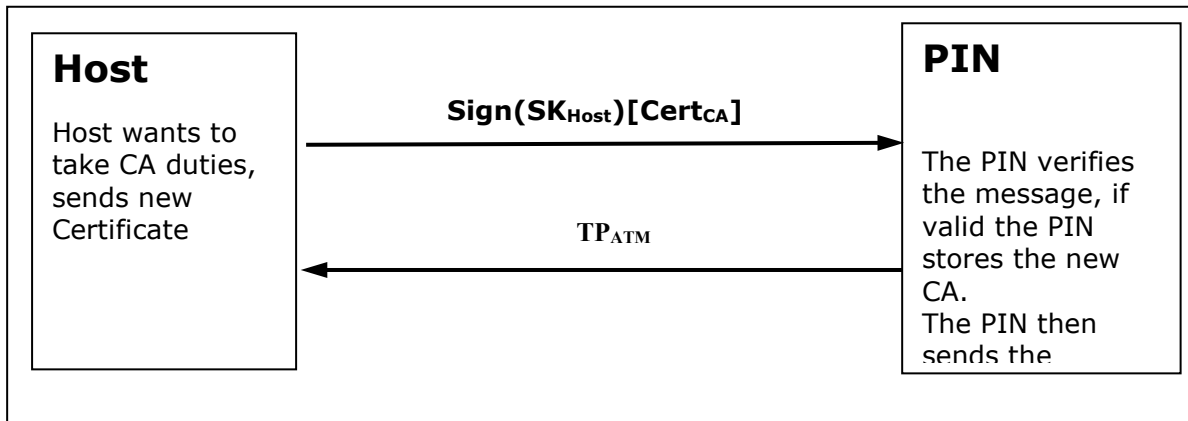 Host
Host wants to
take CA duties,
sends new
Certificate
Sign(SKHost)[CertCA]
TPATM
PIN
The PIN verifies
the message, if
valid the PIN
stores the new
CA.
The PIN then
sends the